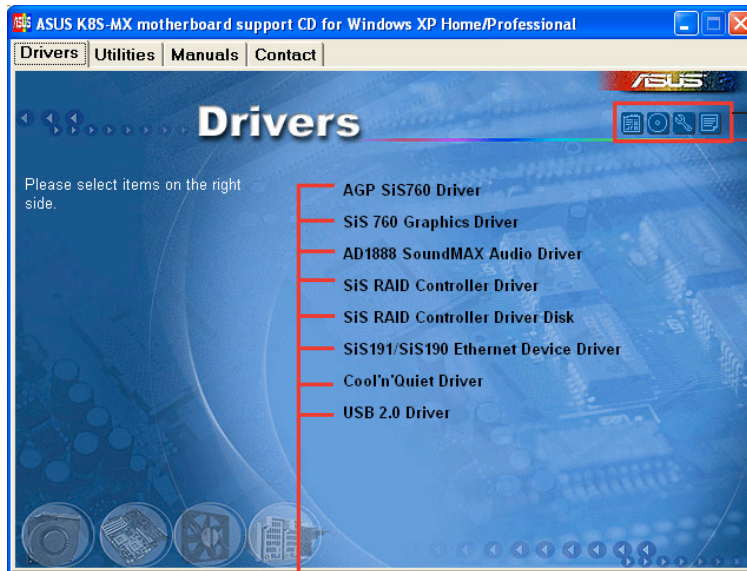 ASUS K8S-MX motherboard support CD for Windows XP Home/Professional
Drivers Utilities Manuals Contact
ASUS
Drivers
Please select items on the right
side.
AGP SiS760 Driver
SiS 760 Graphics Driver
AD1888 SoundMAX Audio Driver
SiS RAID Controller Driver
SiS RAID Controller Driver Disk
SiS191/SiS190 Ethernet Device Driver
Cool'n'Quiet Driver
USB 2.0 Driver